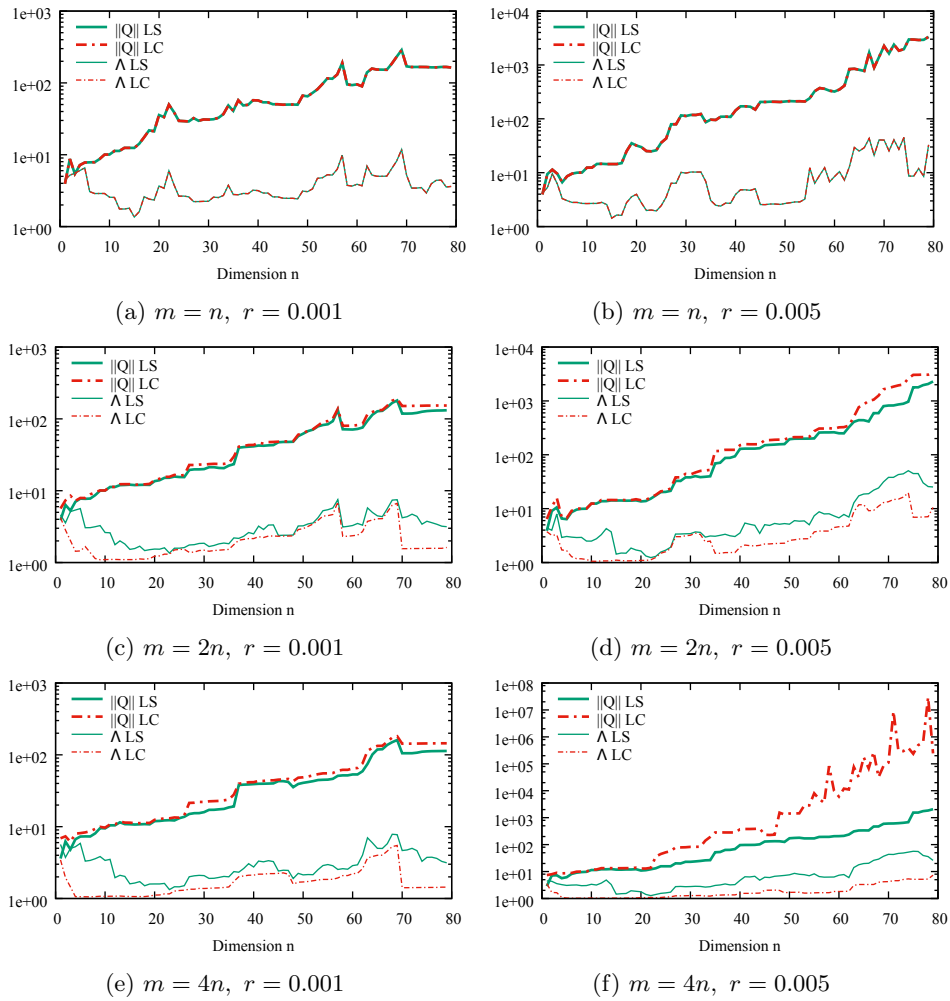 1e+03
1e+02
1e+01
1e+00
||Q|| LS
||Q|| LC
Λ LS
Λ LC
0 10 20 30 40 50 60 70 80
Dimension n
(a) m = n, r = 0.001
1e+04
1e+03
1e+02
1e+01
1e+00
||Q|| LS
||Q|| LC
Λ LS
Λ LC
0 10 20 30 40 50 60 70 80
Dimension n
(b) m = n, r = 0.005
1e+03
1e+02
1e+01
1e+00
||Q|| LS
||Q|| LC
Λ LS
Λ LC
0 10 20 30 40 50 60 70 80
Dimension n
(c) m = 2n, r = 0.001
1e+04
1e+03
1e+02
1e+01
1e+00
||Q|| LS
||Q|| LC
Λ LS
Λ LC
0 10 20 30 40 50 60 70 80
Dimension n
(d) m = 2n, r = 0.005
1e+03
1e+02
1e+01
1e+00
||Q|| LS
||Q|| LC
Λ LS
Λ LC
0 10 20 30 40 50 60 70 80
Dimension n
(e) m = 4n, r = 0.001
1e+08
1e+07
1e+06
1e+05
1e+04
1e+03
1e+02
1e+01
1e+00
||Q|| LS
||Q|| LC
Λ LS
Λ LC
0 10 20 30 40 50 60 70 80
Dimension n
(f) m = 4n, r = 0.005